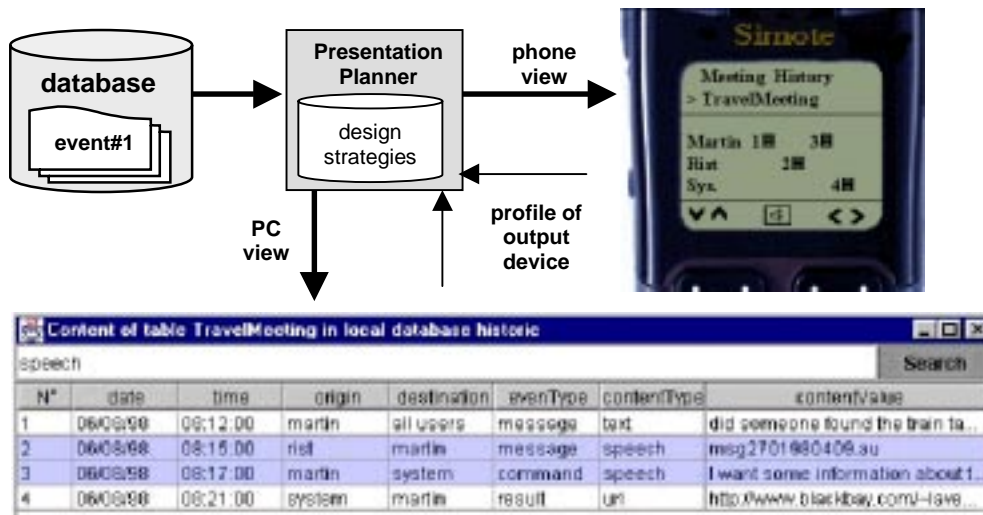 database
event#1
Presentation
Planner
design
strategies
phone
view
PC
view
profile of
output
device
Simote
Meeting History
> TravelMeeting
Martin 1 3
Rist 2
Sys. 4
Content of table TravelMeeting in local database historic
speech Search
N° date time origin destination evenType contentType contentValue
1 06/08/98 08:12:00 martin all users message text did someone found the train ta...
2 06/08/98 08:15:00 rist martin message speech msg2701980409.au
3 06/08/98 08:17:00 martin system command speech I want some information about t...
4 06/08/98 08:21:00 system martin result url